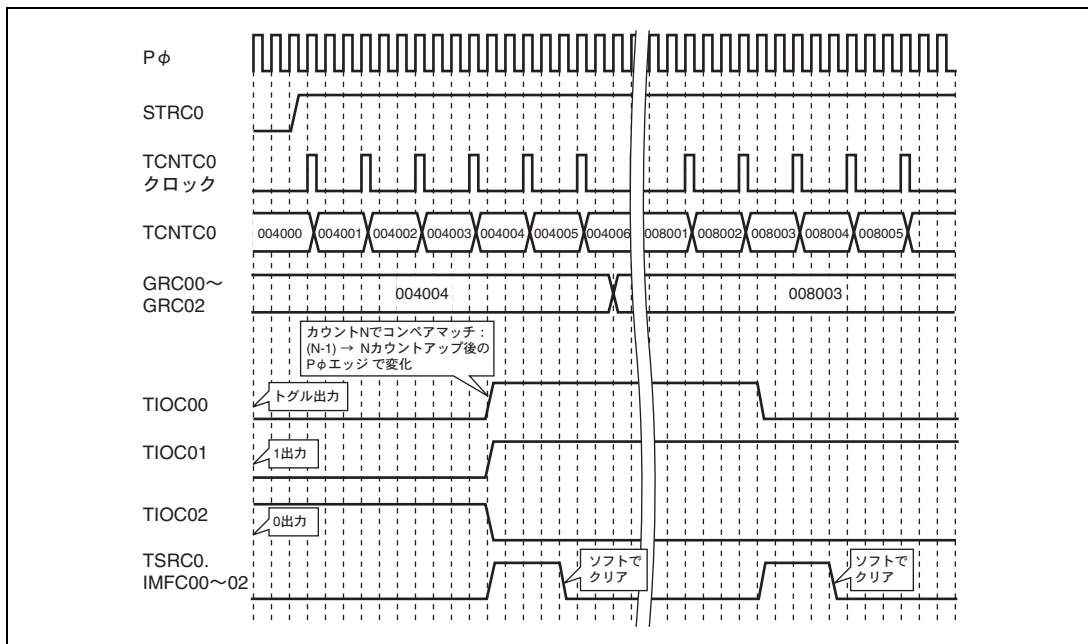 Pφ
STRC0
TCNTC0
クロック
TCNTC0
004000 004001 004002 004003 004004 004005 004006 008001 008002 008003 008004 008005
GRC00～
GRC02
004004 008003
カウントNでコンペアマッチ：
(N-1) → Nカウントアップ後の
Pφエッジ で変化
TIOC00
トグル出力
TIOC01
1出力
TIOC02
0出力
TSRC0.
IMFC00～02
ソフトで
クリア
ソフトで
クリア